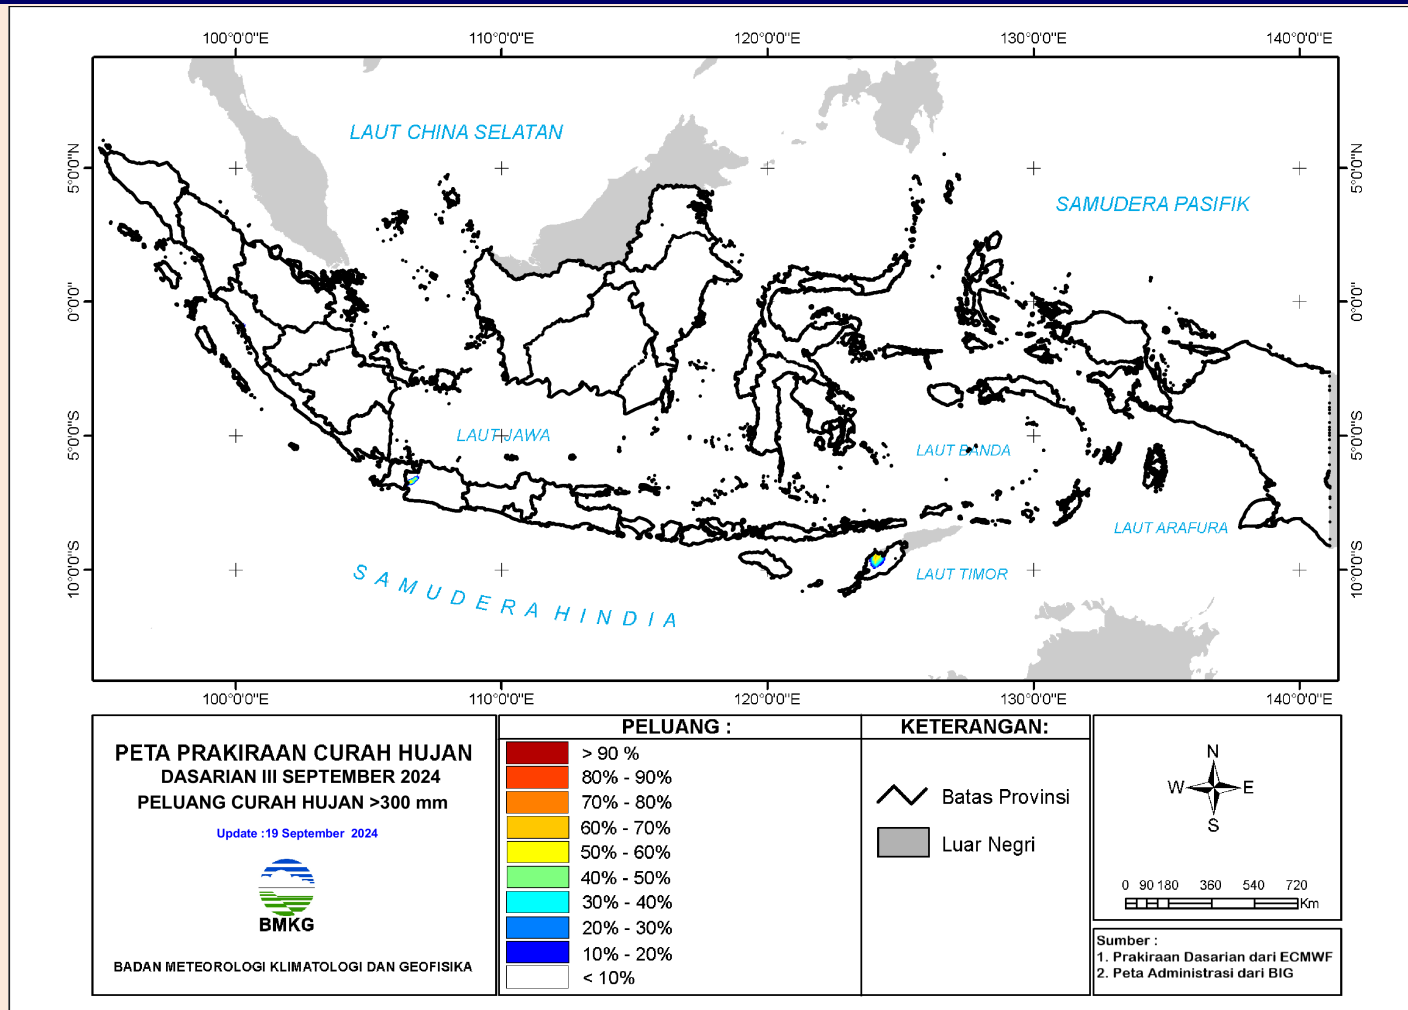 100°0'0"E 110°0'0"E 120°0'0"E 130°0'0"E 140°0'0"E
LAUT CHINA SELATAN
5°0'0"N 5°0'0"N
SAMUDERA PASIFIK
0°0'0" 0°0'0"
LAUT JAWA
5°0'0"S 5°0'0"S
LAUT BANDA
LAUT ARAFURA
10°0'0"S 10°0'0"S
LAUT TIMOR
SAMUDERA HINDIA
100°0'0"E 110°0'0"E 120°0'0"E 130°0'0"E 140°0'0"E
PETA PRAKIRAAN CURAH HUJAN
DASARIAN III SEPTEMBER 2024
PELUANG CURAH HUJAN >300 mm
Update :19 September 2024
BMKG
BADAN METEOROLOGI KLIMATOLOGI DAN GEOFISIKA
PELUANG :
> 90 %
80% - 90%
70% - 80%
60% - 70%
50% - 60%
40% - 50%
30% - 40%
20% - 30%
10% - 20%
< 10%
KETERANGAN:
Batas Provinsi
Luar Negri
N
W E
S
0 90 180 360 540 720
Km
Sumber :
1. Prakiraan Dasarian dari ECMWF
2. Peta Administrasi dari BIG